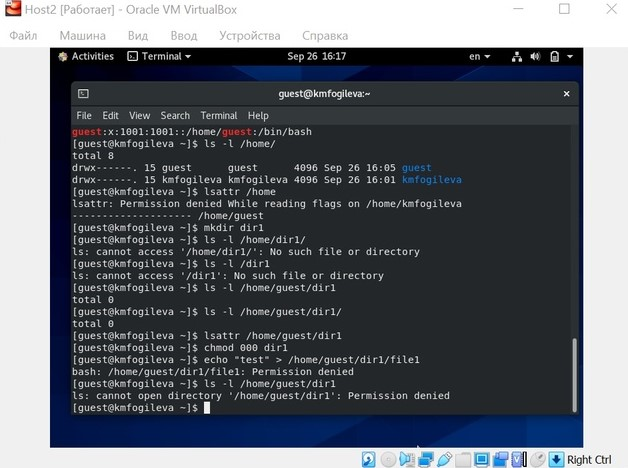 Host2 [Работает] - Oracle VM VirtualBox
Файл Машина Вид Ввод Устройства Справка
Activities Terminal Sep 26 16:17 en
guest@kmfogileva:~
File Edit View Search Terminal Help
guest:x:1001:1001::/home/guest:/bin/bash
[guest@kmfogileva ~]$ ls -l /home/
total 8
drwx------. 15 guest guest 4096 Sep 26 16:05 guest
drwx------. 15 kmfogileva kmfogileva 4096 Sep 26 16:01 kmfogileva
[guest@kmfogileva ~]$ lsattr /home
lsattr: Permission denied While reading flags on /home/kmfogileva
-------------------- /home/guest
[guest@kmfogileva ~]$ mkdir dir1
[guest@kmfogileva ~]$ ls -l /home/dir1/
ls: cannot access '/home/dir1/': No such file or directory
[guest@kmfogileva ~]$ ls -l /dir1
ls: cannot access '/dir1': No such file or directory
[guest@kmfogileva ~]$ ls -l /home/guest/dir1
total 0
[guest@kmfogileva ~]$ ls -l /home/guest/dir1/
total 0
[guest@kmfogileva ~]$ lsattr /home/guest/dir1
[guest@kmfogileva ~]$ chmod 000 dir1
[guest@kmfogileva ~]$ echo "test" > /home/guest/dir1/file1
bash: /home/guest/dir1/file1: Permission denied
[guest@kmfogileva ~]$ ls -l /home/guest/dir1
ls: cannot open directory '/home/guest/dir1': Permission denied
[guest@kmfogileva ~]$
Right Ctrl